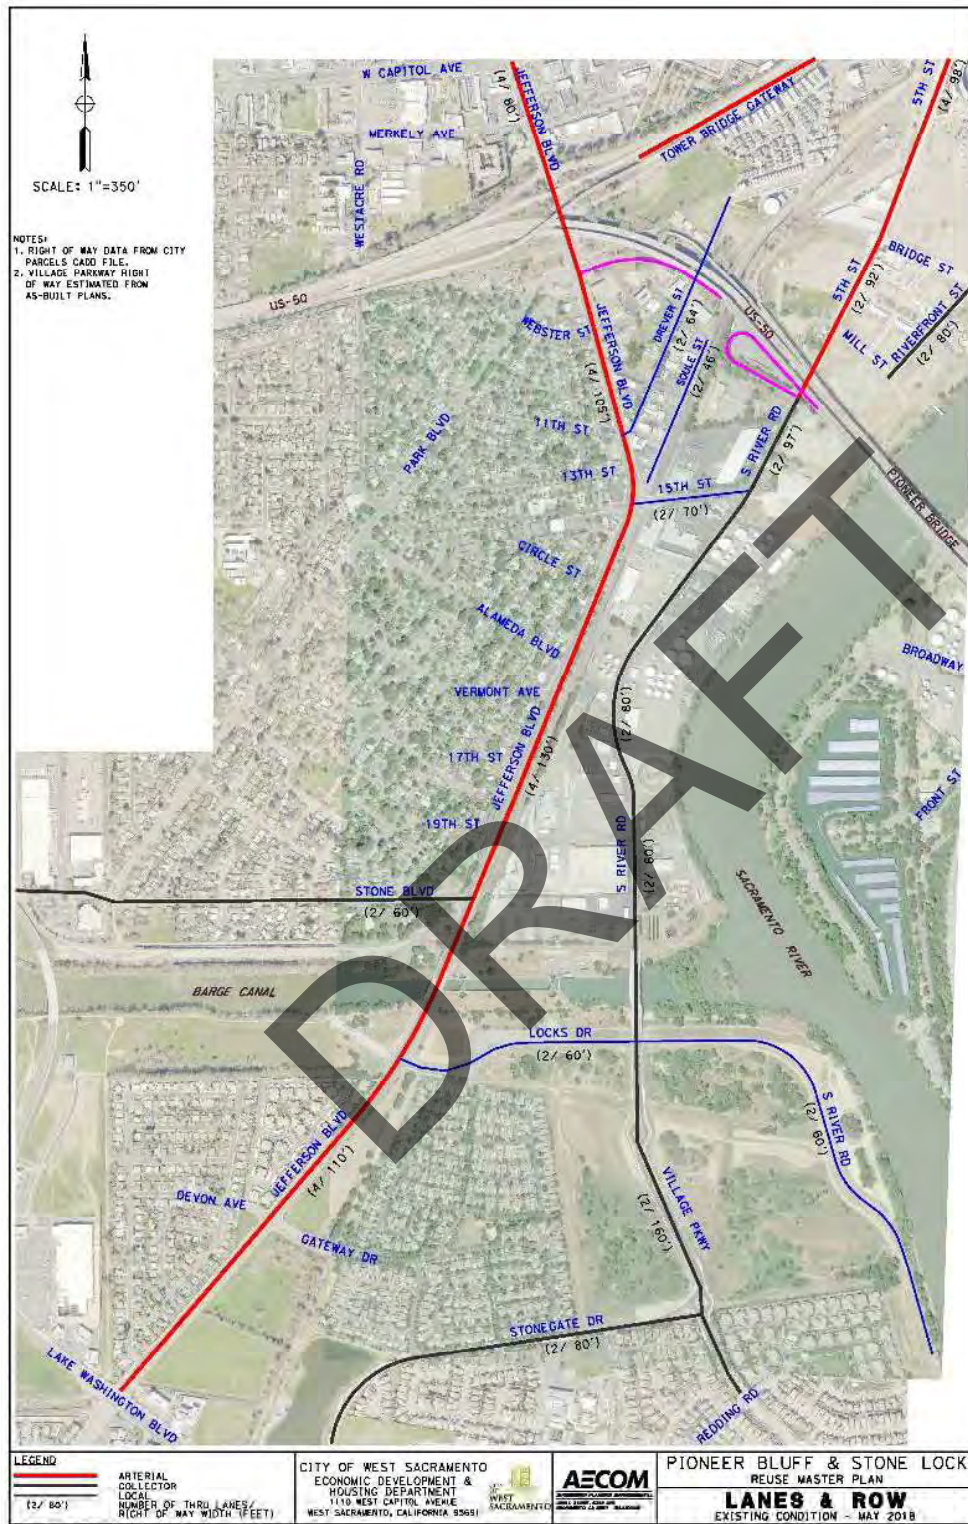 W CAPITOL AVE
(4/ 80')
JEFFERSON BLVD
TOWER BRIDGE GATEWAY
5TH ST
(4/ 98')
MERKELY AVE
WESTACRE RD
SCALE: 1"=350'
NOTES:
1. RIGHT OF WAY DATA FROM CITY
PARCELS CADD FILE.
2. VILLAGE PARKWAY RIGHT
OF WAY ESTIMATED FROM
AS-BUILT PLANS.
US-50
BRIDGE ST
5TH ST
(2/ 92')
MILL ST
RIVERFRONT ST
(2/ 80')
US-50
WEBSTER ST
JEFFERSON BLVD
(4/ 105')
DREVER ST
(2/ 64')
SOULE ST
(2/ 46')
PARK BLVD
11TH ST
13TH ST
S RIVER RD
(2/ 97')
15TH ST
(2/ 70')
PIONEER BRIDGE
CIRCLE ST
ALAMEDA BLVD
BROADWAY
VERMONT AVE
(2/ 80')
17TH ST
JEFFERSON BLVD
(4/ 130')
FRONT ST
19TH ST
S RIVER RD
(2/ 60')
STONE BLVD
(2/ 60')
SACRAMENTO RIVER
BARGE CANAL
DRAFT
LOCKS DR
(2/ 60')
S RIVER RD
(2/ 60')
JEFFERSON BLVD
(4/ 110')
DEVON AVE
GATEWAY DR
VILLAGE PKWY
(2/ 160')
STONEGATE DR
(2/ 80')
LAKE WASHINGTON BLVD
REDDING RD
LEGEND
ARTERIAL
COLLECTOR
LOCAL
(2/ 80')
NUMBER OF THRU LANES/
RIGHT OF WAY WIDTH (FEET)
CITY OF WEST SACRAMENTO
ECONOMIC DEVELOPMENT &
HOUSING DEPARTMENT
1110 WEST CAPITOL AVENUE
WEST SACRAMENTO, CALIFORNIA 95691
WEST
SACRAMENTO
AECOM
PIONEER BLUFF & STONE LOCK
REUSE MASTER PLAN
LANES & ROW
EXISTING CONDITION - MAY 2018